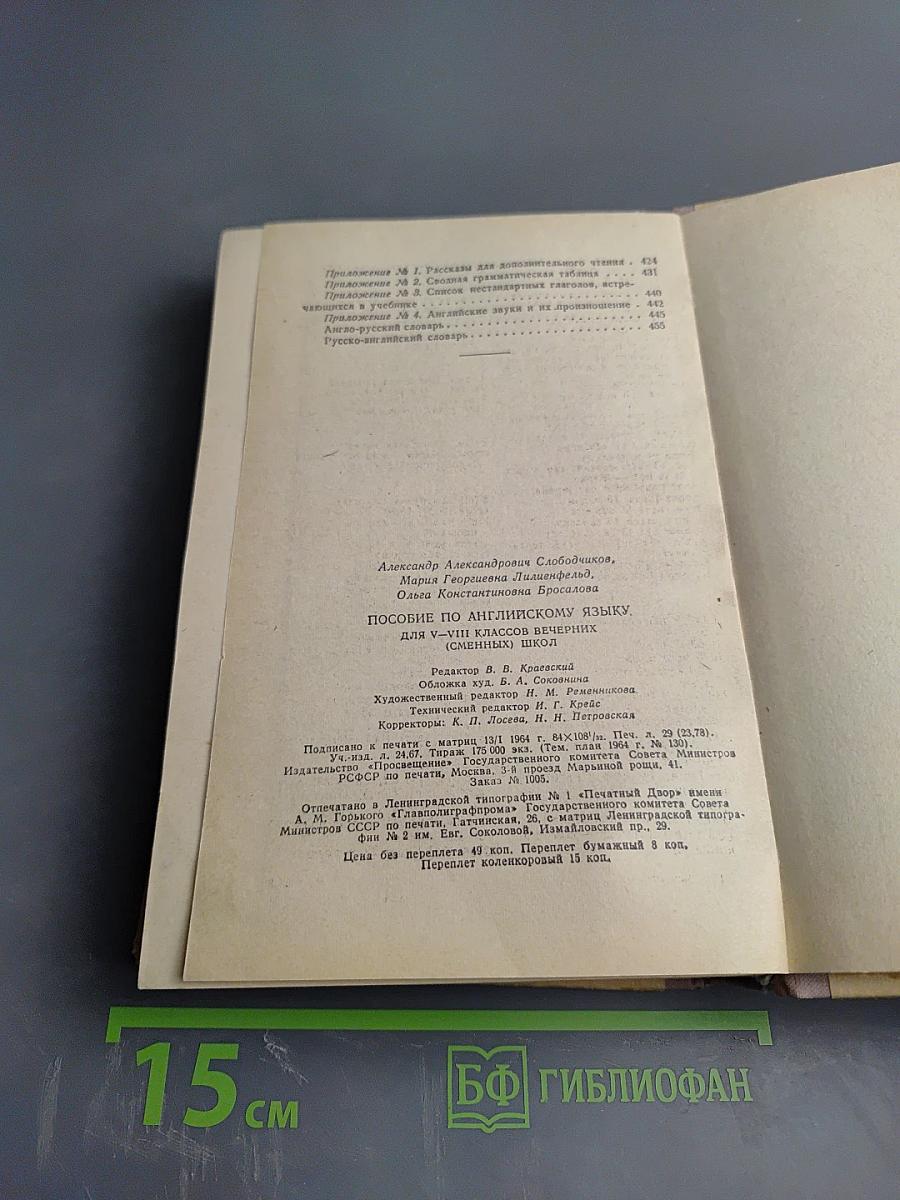 Приложение № 1. Рассказы для дополнительного чтения . 424
Приложение № 2. Сводная грамматическая таблица . . . . 431
Приложение № 3. Список нестандартных глаголов, встре-
чающихся в учебнике . . . . . . . . . . . . . . . . . . . 440
Приложение № 4. Английские звуки и их произношение . 442
Англо-русский словарь . . . . . . . . . . . . . . . . . . 445
Русско-английский словарь . . . . . . . . . . . . . . . . 455
Александр Александрович Слободчиков,
Мария Георгиевна Лилиенфельд,
Ольга Константиновна Бросалова
ПОСОБИЕ ПО АНГЛИЙСКОМУ ЯЗЫКУ
ДЛЯ V—VIII КЛАССОВ ВЕЧЕРНИХ
(СМЕННЫХ) ШКОЛ
Редактор В. В. Краевский
Обложка худ. Б. А. Соковнина
Художественный редактор Н. М. Ременникова
Технический редактор И. Г. Крейс
Корректоры: К. П. Лосева, Н. Н. Петровская
Подписано к печати с матриц 13/I 1964 г. 84×108¹/₃₂. Печ. л. 29 (23,78).
Уч.-изд. л. 24,67. Тираж 175 000 экз. (Тем. план 1964 г. № 130).
Издательство «Просвещение» Государственного комитета Совета Министров
РСФСР по печати, Москва, 3-й проезд Марьиной рощи, 41.
Заказ № 1005.
Отпечатано в Ленинградской типографии № 1 «Печатный Двор» имени
А. М. Горького «Главполиграфпрома» Государственного комитета Совета
Министров СССР по печати, Гатчинская, 26, с матриц Ленинградской типогра-
фии № 2 им. Евг. Соколовой, Измайловский пр., 29.
Цена без переплета 49 коп. Переплет бумажный 8 коп.
Переплет коленкоровый 15 коп.
15 см
БФ ГИБЛИОФАН